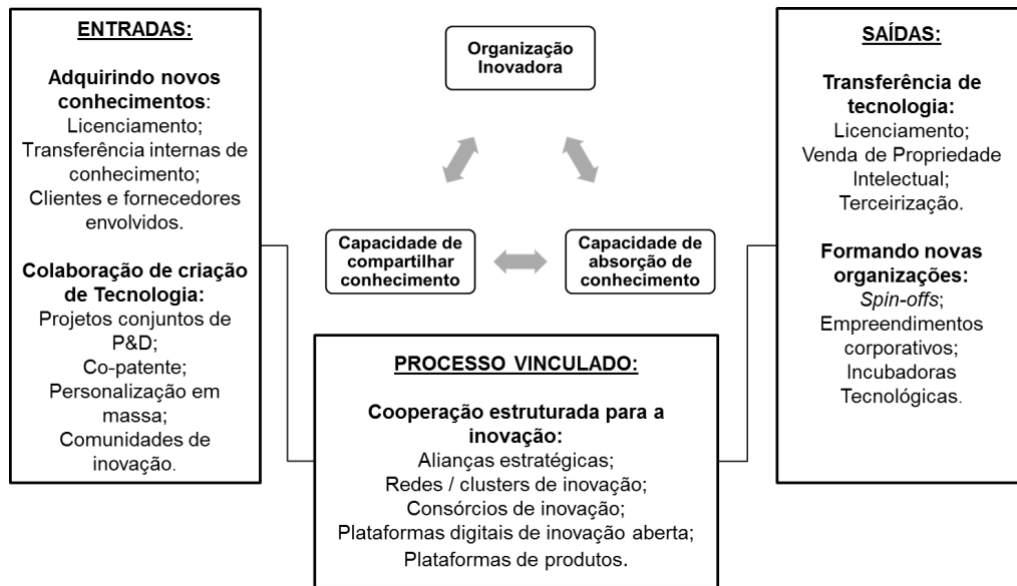 ENTRADAS:
Adquirindo novos
conhecimentos:
Licenciamento;
Transferência internas de
conhecimento;
Clientes e fornecedores
envolvidos.
Colaboração de criação
de Tecnologia:
Projetos conjuntos de
P&D;
Co-patente;
Personalização em
massa;
Comunidades de
inovação.
Organização
Inovadora
Capacidade de
compartilhar
conhecimento
Capacidade de
absorção de
conhecimento
PROCESSO VINCULADO:
Cooperação estruturada para a
inovação:
Alianças estratégicas;
Redes / clusters de inovação;
Consórcios de inovação;
Plataformas digitais de inovação aberta;
Plataformas de produtos.
SAÍDAS:
Transferência de
tecnologia:
Licenciamento;
Venda de Propriedade
Intelectual;
Terceirização.
Formando novas
organizações:
Spin-offs;
Empreendimentos
corporativos;
Incubadoras
Tecnológicas.